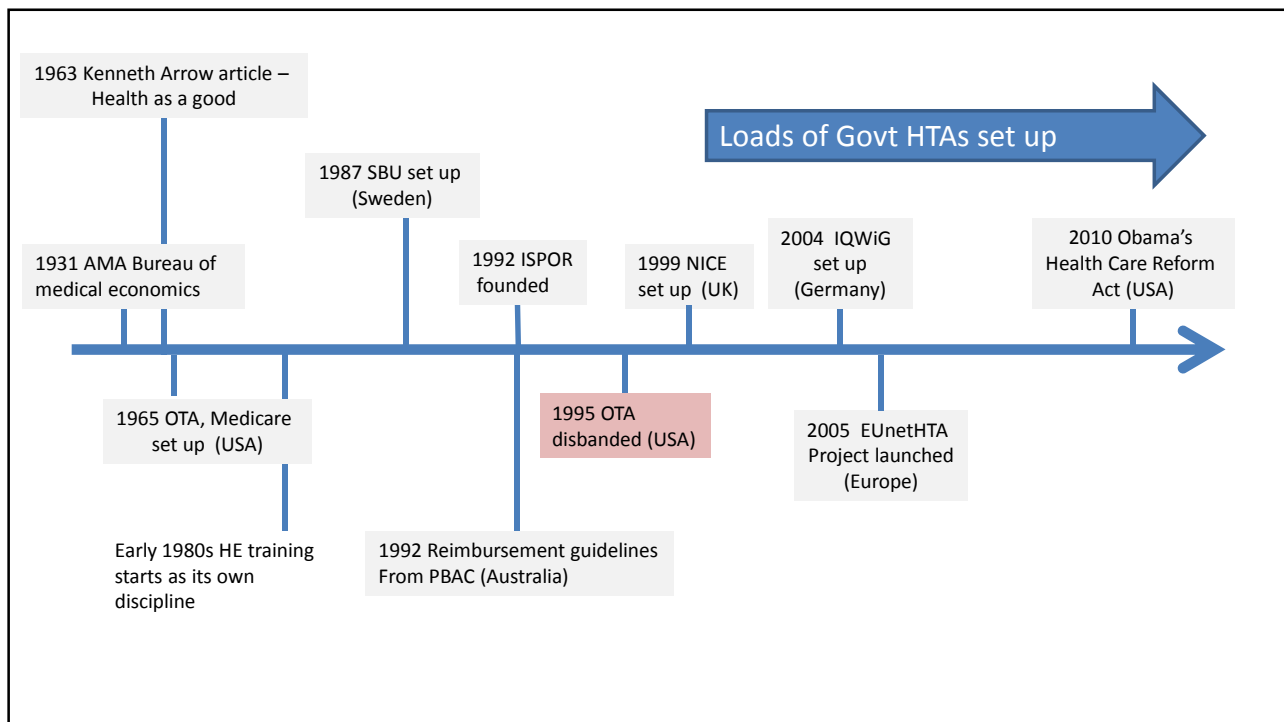 1963 Kenneth Arrow article –
Health as a good
Loads of Govt HTAs set up
1987 SBU set up
(Sweden)
1931 AMA Bureau of
medical economics
1992 ISPOR
founded
1999 NICE
set up (UK)
2004 IQWiG
set up
(Germany)
2010 Obama's
Health Care Reform
Act (USA)
1965 OTA, Medicare
set up (USA)
1995 OTA
disbanded (USA)
2005 EUnetHTA
Project launched
(Europe)
Early 1980s HE training
starts as its own
discipline
1992 Reimbursement guidelines
From PBAC (Australia)